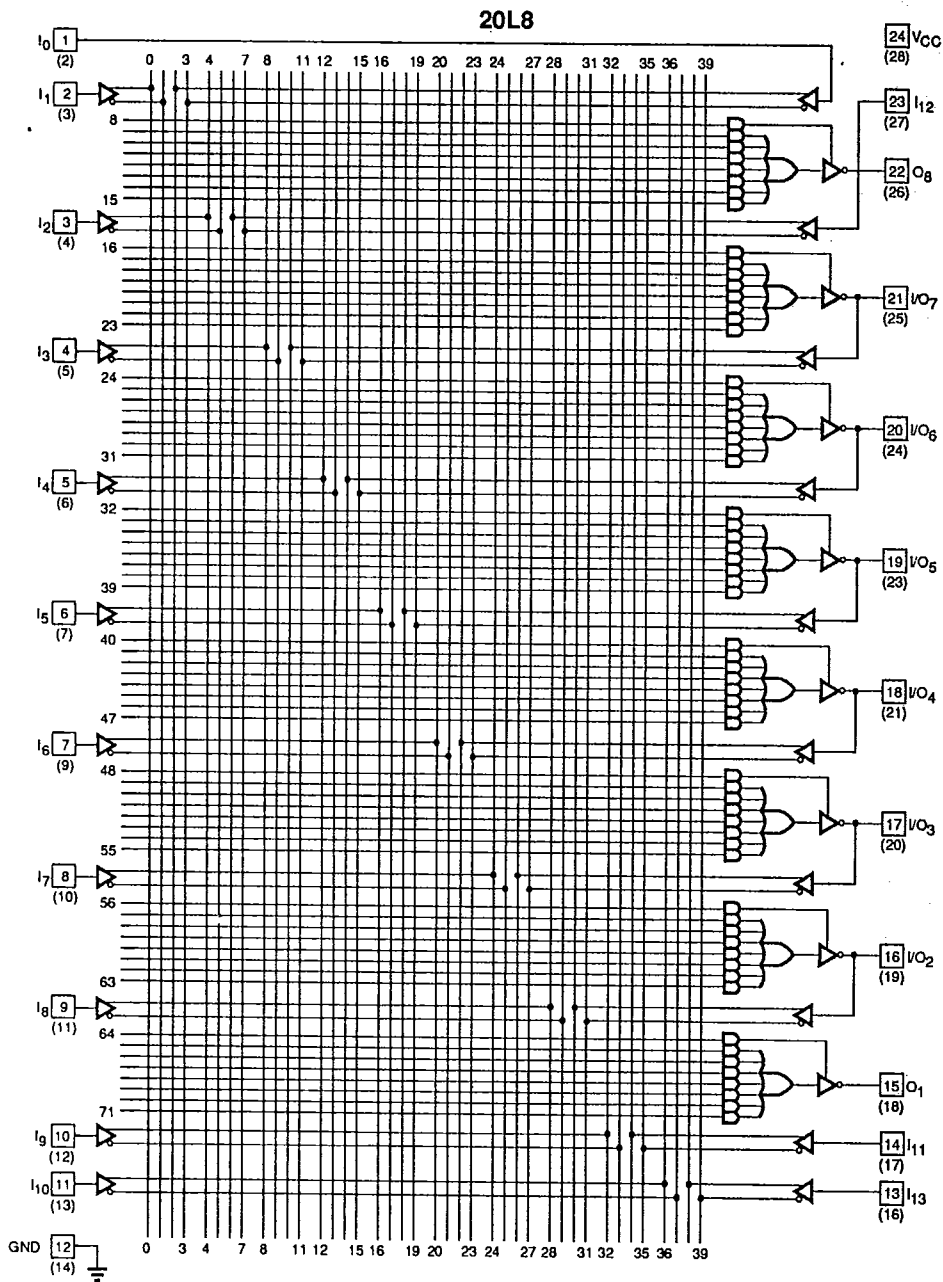 20L8
I0 1 24 VCC
(2) (28)
0 3 4 7 8 11 12 15 16 19 20 23 24 27 28 31 32 35 36 39
I1 2 23 I12
(3) (27)
8
22 O8
(26)
15
I2 3
(4)
16
21 I/O7
(25)
23
I3 4
(5)
24
20 I/O6
(24)
31
I4 5
(6)
32
19 I/O5
(23)
39
I5 6
(7)
40
18 I/O4
(21)
47
I6 7
(9)
48
17 I/O3
(20)
55
I7 8
(10)
56
16 I/O2
(19)
63
I8 9
(11)
64
15 O1
(18)
71
I9 10 14 I11
(12) (17)
I10 11 13 I13
(13) (16)
GND 12 0 3 4 7 8 11 12 15 16 19 20 23 24 27 28 31 32 35 36 39
(14)